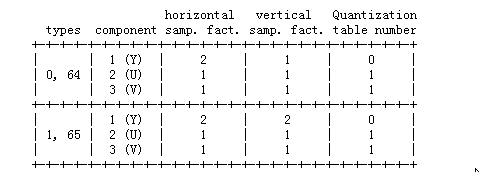 horizontal   vertical   Quantization
  types   component samp. fact. samp. fact. table number
+-+-+-+-+-+-+-+-+-+-+-+-+-+-+-+-+-+-+-+-+-+-+-+-+-+-+-+-+
|       |  1 (Y)  |     2     |     1     |     0     |
| 0, 64 |  2 (U)  |     1     |     1     |     1     |
|       |  3 (V)  |     1     |     1     |     1     |
+-+-+-+-+-+-+-+-+-+-+-+-+-+-+-+-+-+-+-+-+-+-+-+-+-+-+-+-+
|       |  1 (Y)  |     2     |     2     |     0     |
| 1, 65 |  2 (U)  |     1     |     1     |     1     |
|       |  3 (V)  |     1     |     1     |     1     |
+-+-+-+-+-+-+-+-+-+-+-+-+-+-+-+-+-+-+-+-+-+-+-+-+-+-+-+-+